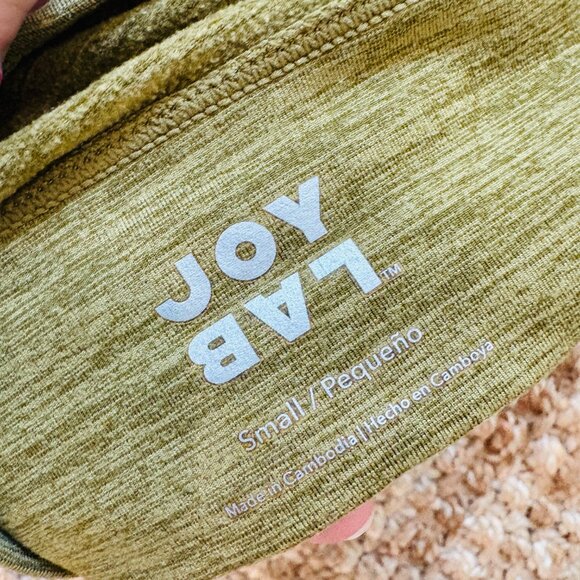 JOY
LAB™
Small / Pequeño
Made in Cambodia | Hecho en Camboya